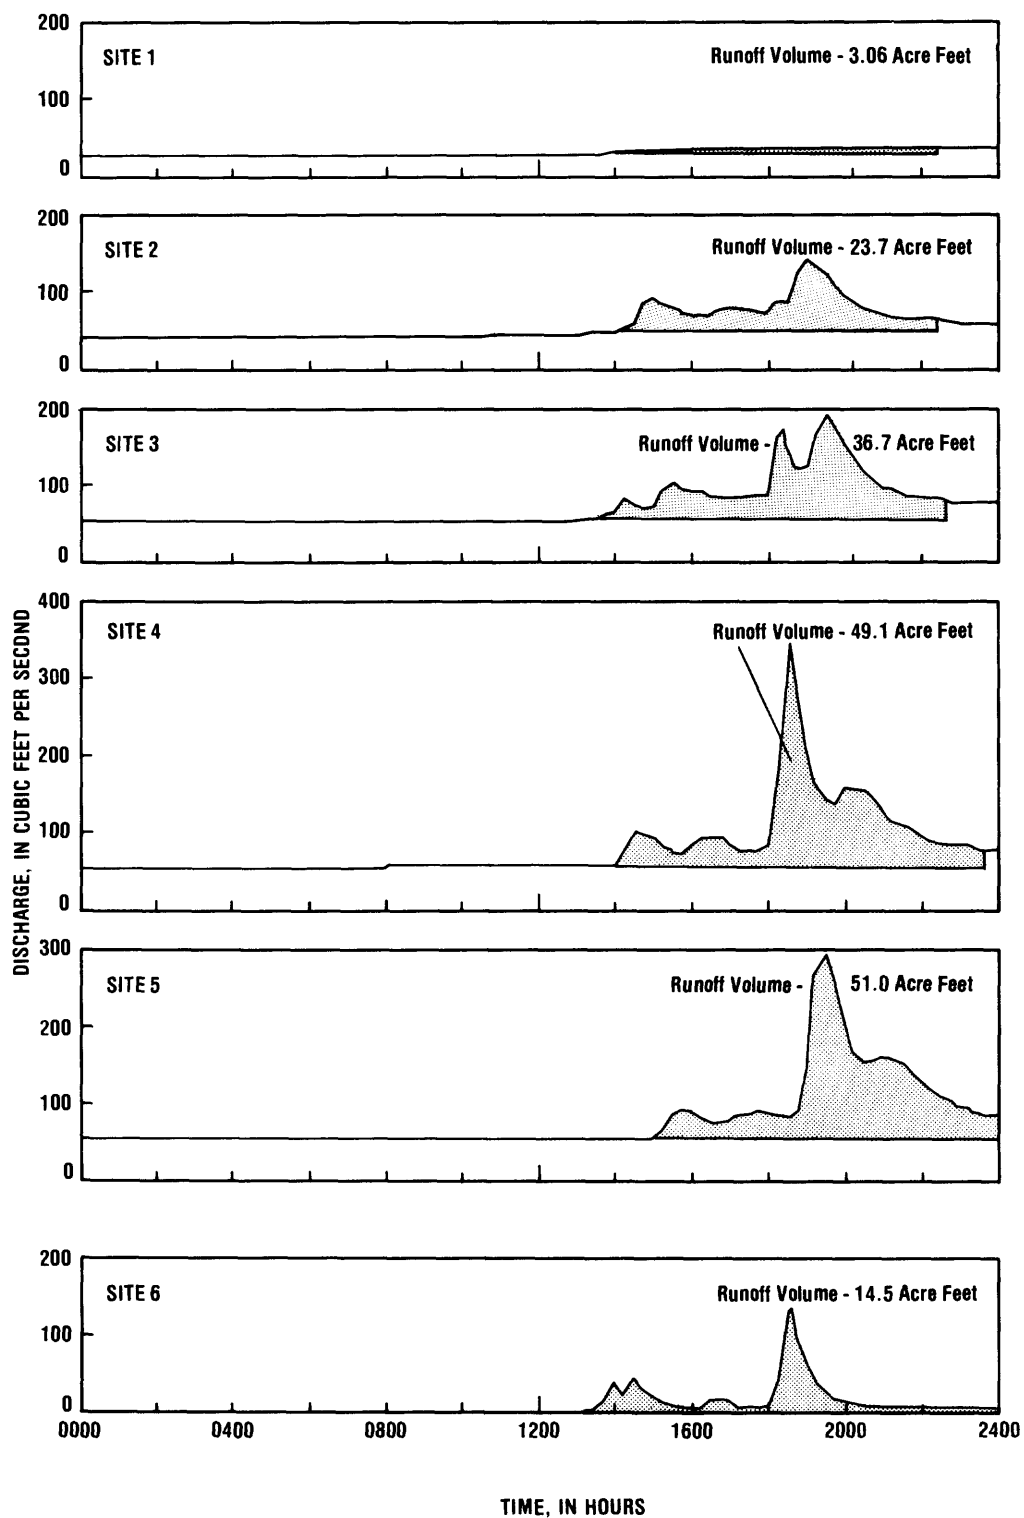 200
SITE 1
Runoff Volume - 3.06 Acre Feet
100
0
200
SITE 2
Runoff Volume - 23.7 Acre Feet
100
0
200
SITE 3
Runoff Volume - 36.7 Acre Feet
100
0
DISCHARGE, IN CUBIC FEET PER SECOND
400
SITE 4
Runoff Volume - 49.1 Acre Feet
300
200
100
0
300
SITE 5
Runoff Volume - 51.0 Acre Feet
200
100
0
200
SITE 6
Runoff Volume - 14.5 Acre Feet
100
0
0000 0400 0800 1200 1600 2000 2400
TIME, IN HOURS